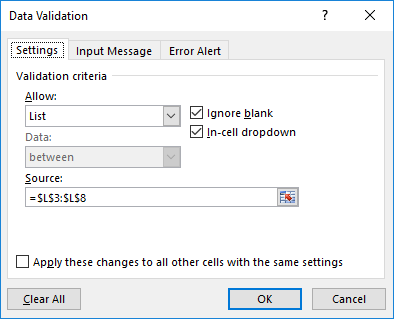 Data Validation
?
Settings Input Message Error Alert
Validation criteria
Allow:
List
Ignore blank
In-cell dropdown
Data:
between
Source:
=$L$3:$L$8
Apply these changes to all other cells with the same settings
Clear All OK Cancel